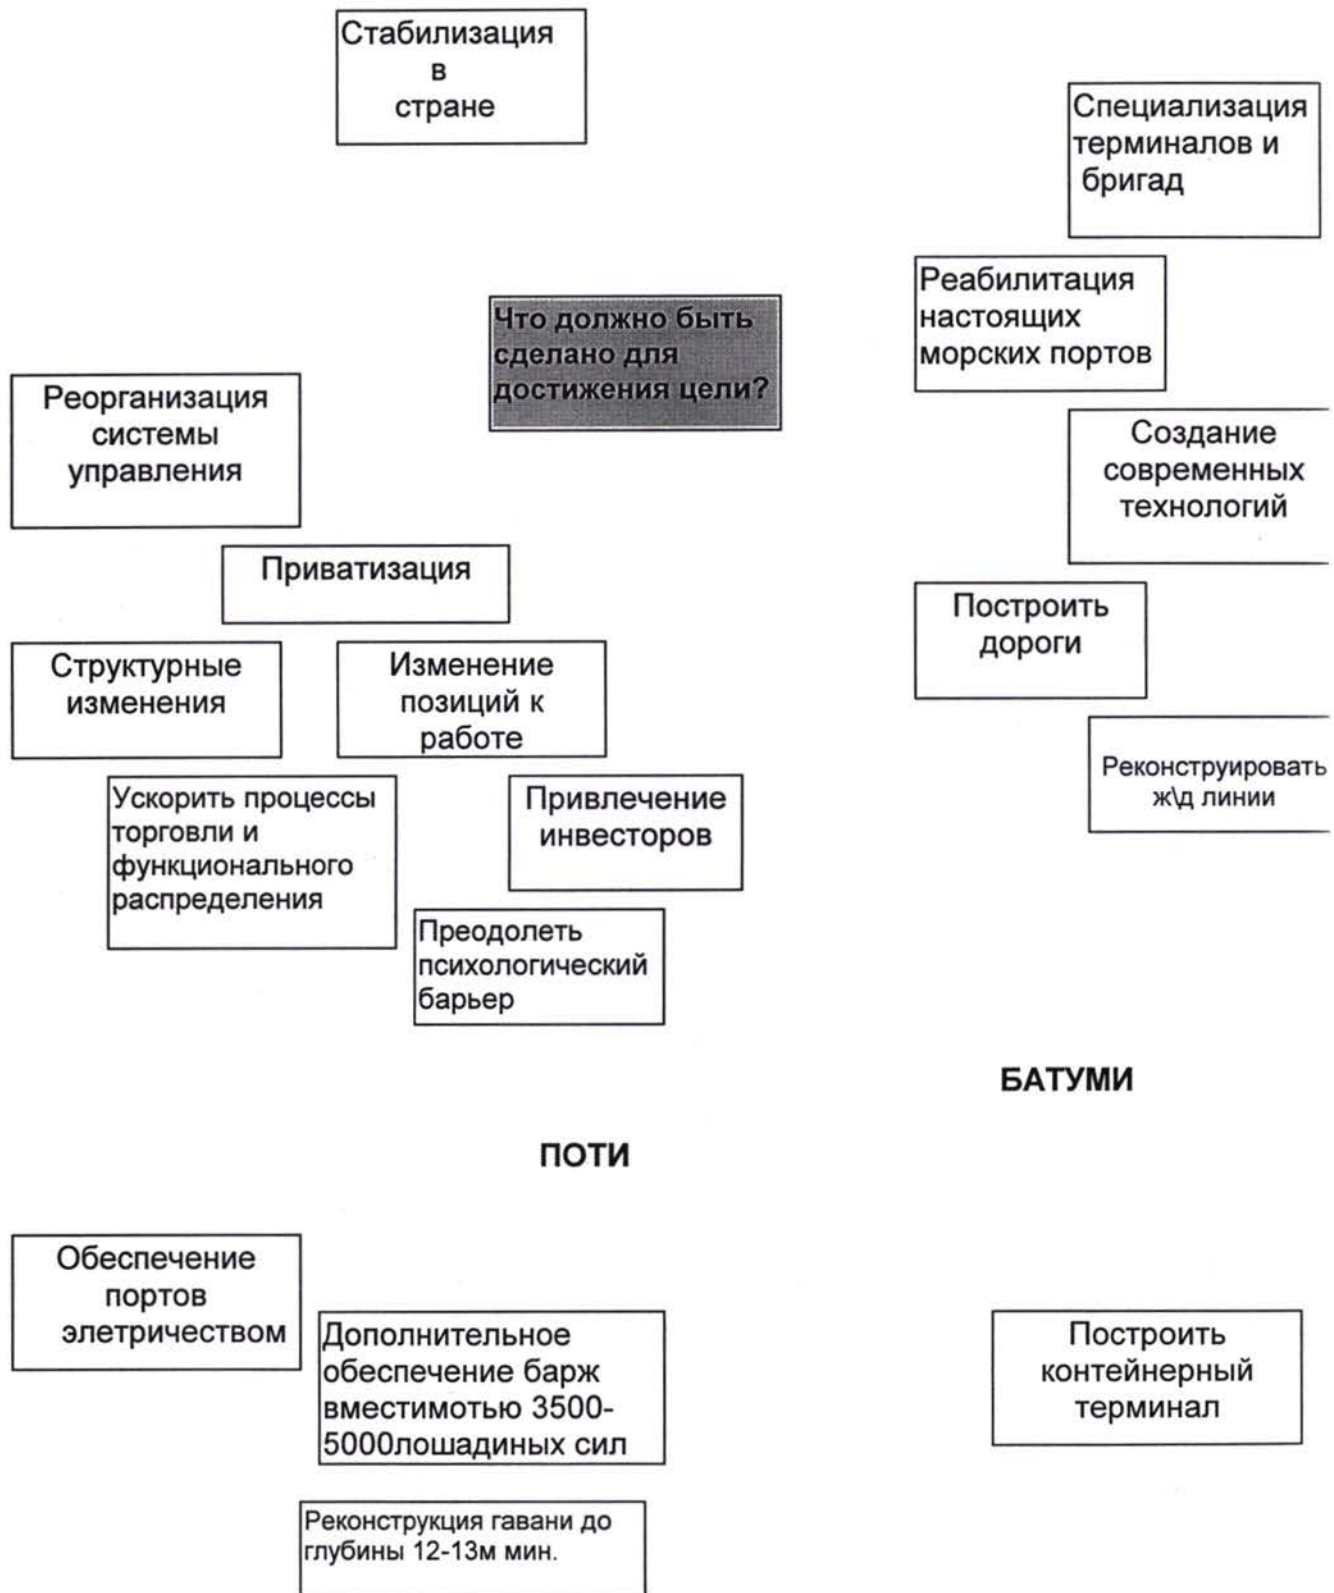 Стабилизация
в
стране
Специализация
терминалов и
бригад
Реабилитация
настоящих
морских портов
Что должно быть
сделано для
достижения цели?
Реорганизация
системы
управления
Создание
современных
технологий
Приватизация
Построить
дороги
Структурные
изменения
Изменение
позиций к
работе
Реконструировать
ж\д линии
Ускорить процессы
торговли и
функционального
распределения
Привлечение
инвесторов
Преодолеть
психологический
барьер
БАТУМИ
ПОТИ
Обеспечение
портов
элетричеством
Дополнительное
обеспечение барж
вместимотью 3500-
5000лошадиных сил
Построить
контейнерный
терминал
Реконструкция гавани до
глубины 12-13м мин.